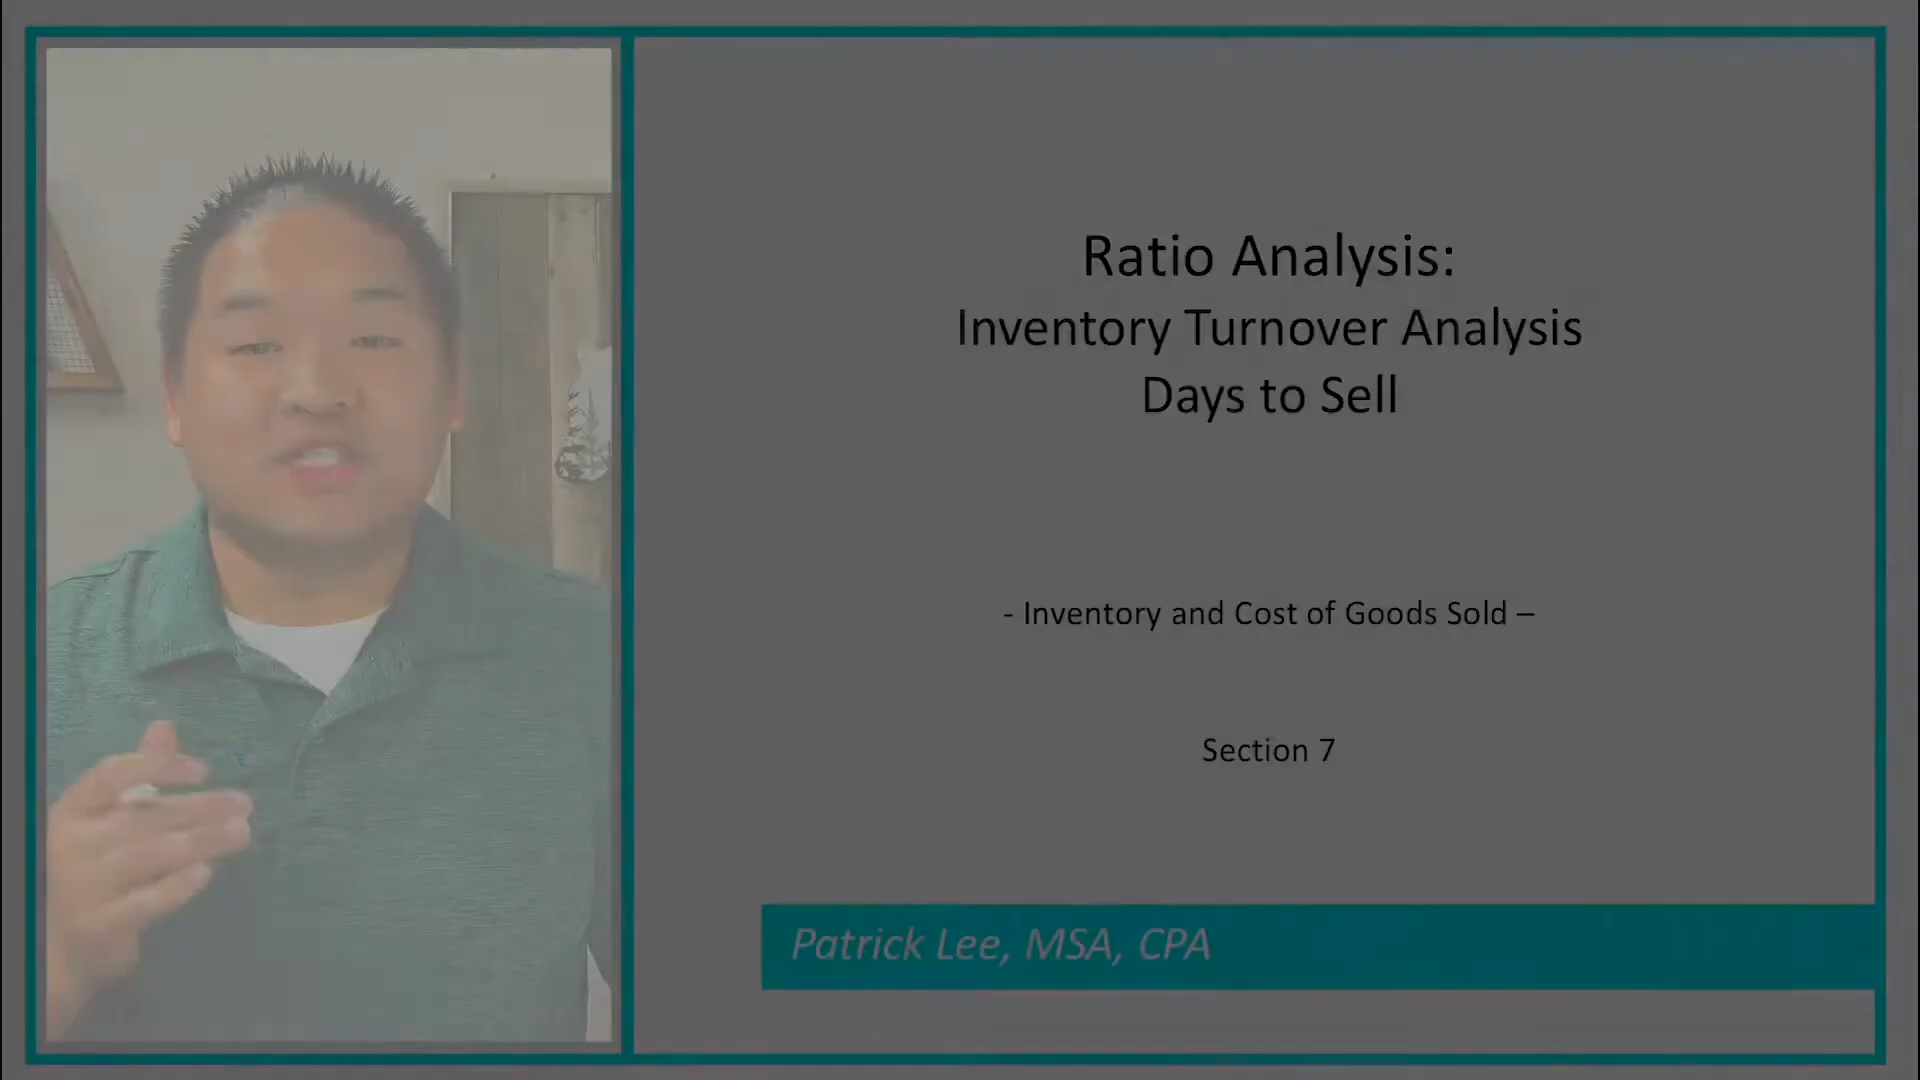 Ratio Analysis:
Inventory Turnover Analysis
Days to Sell
- Inventory and Cost of Goods Sold –
Section 7
Patrick Lee, MSA, CPA